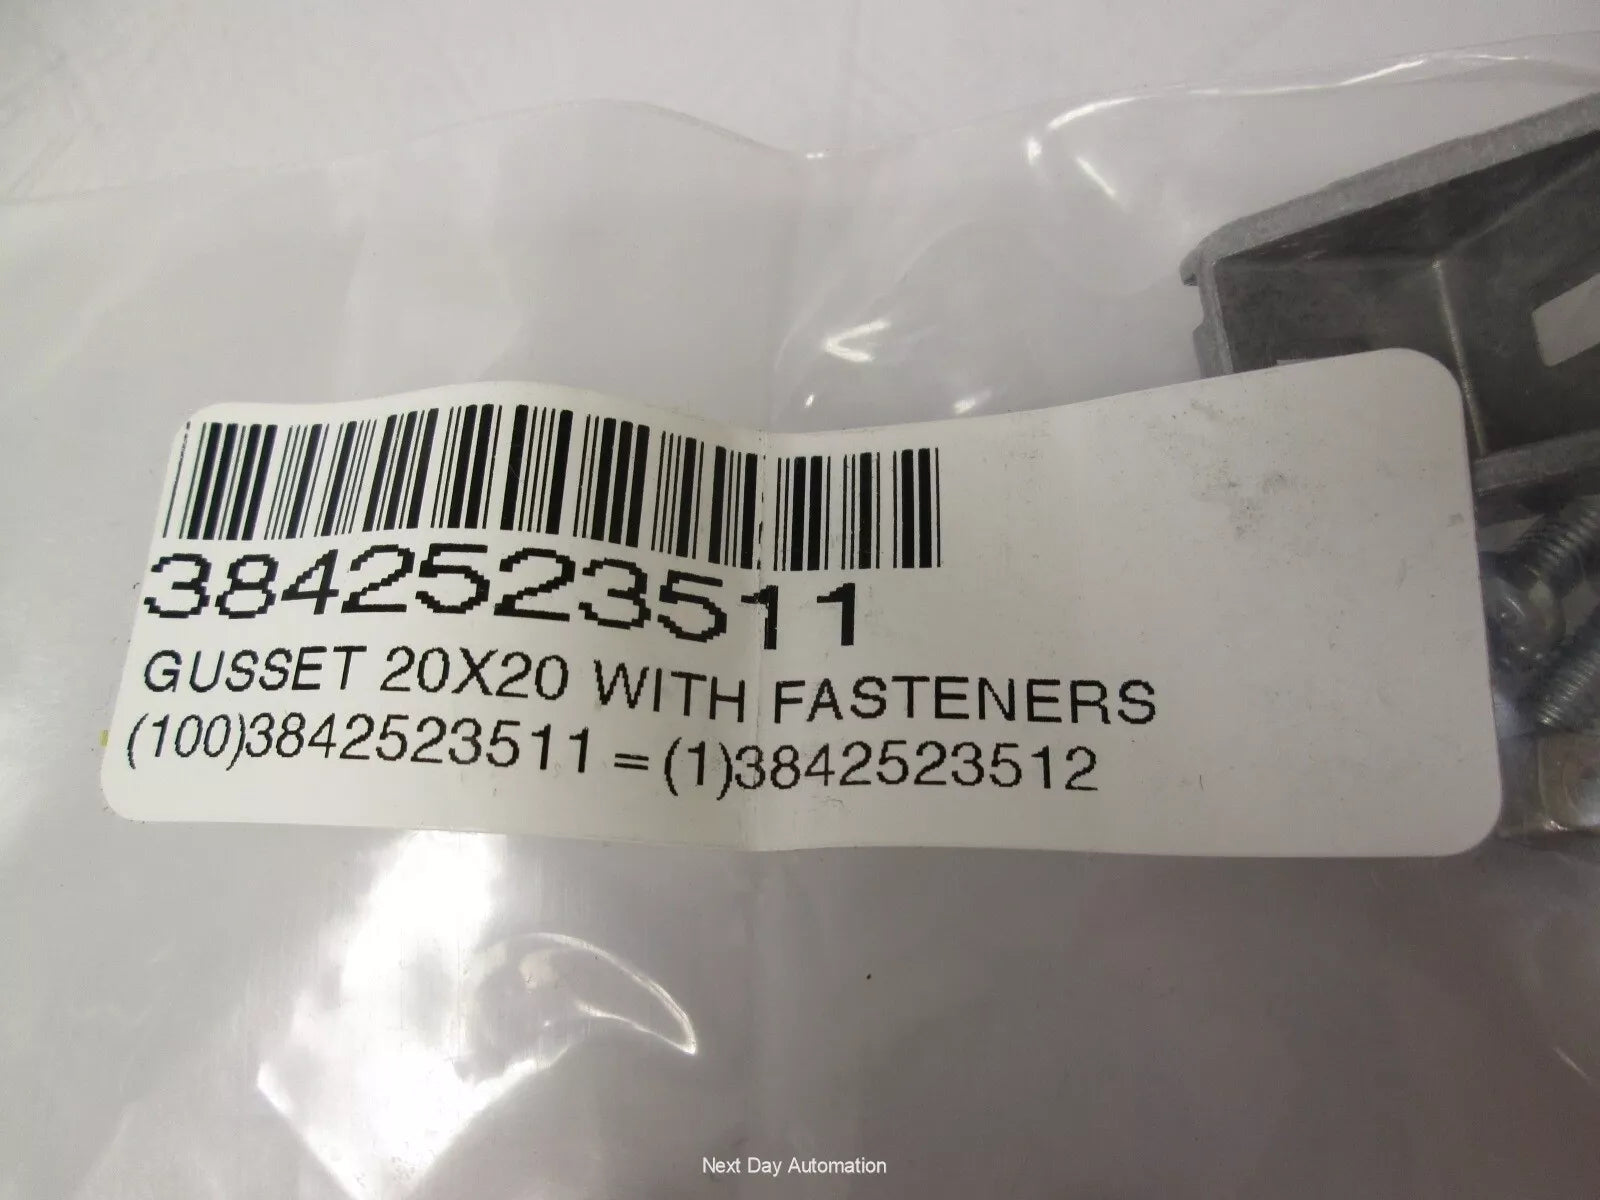 3842523511
GUSSET 20X20 WITH FASTENERS
(100)3842523511 = (1)3842523512
Next Day Automation